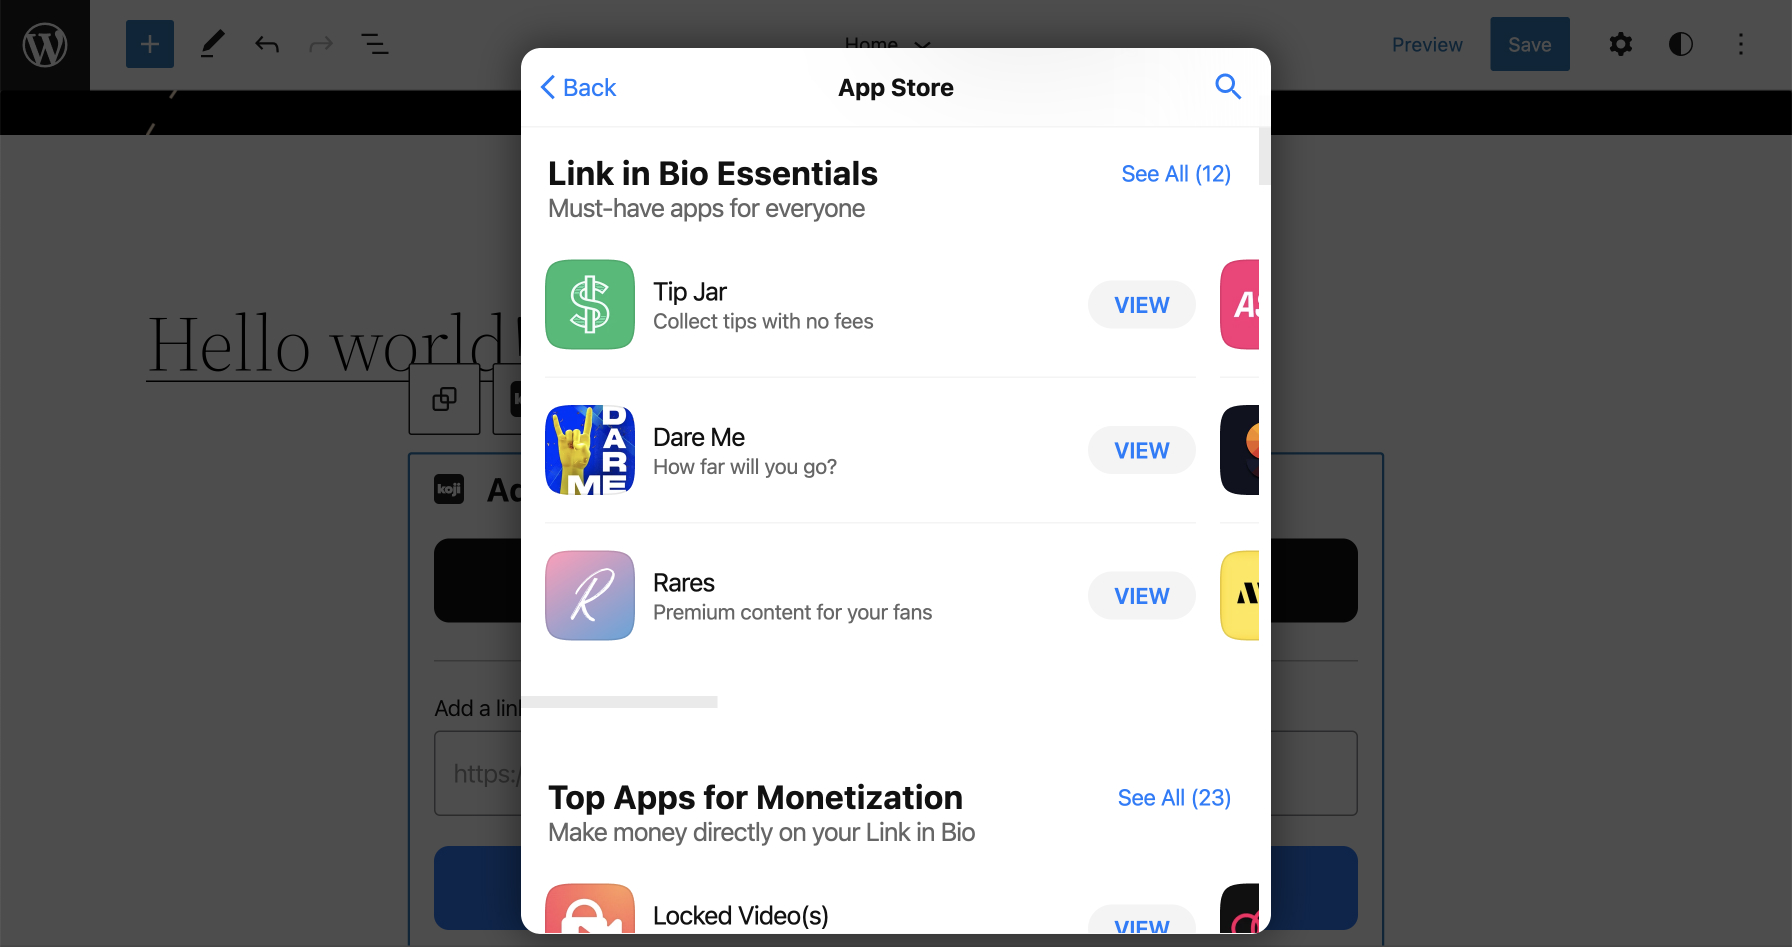 Home
Preview
Save
Back
App Store
Link in Bio Essentials
See All (12)
Must-have apps for everyone
Tip Jar
Collect tips with no fees
VIEW
Dare Me
How far will you go?
VIEW
DARE
ME
Rares
Premium content for your fans
VIEW
R
Hello world!
koji
Add a link
https:/
Top Apps for Monetization
See All (23)
Make money directly on your Link in Bio
Locked Video(s)
VIEW